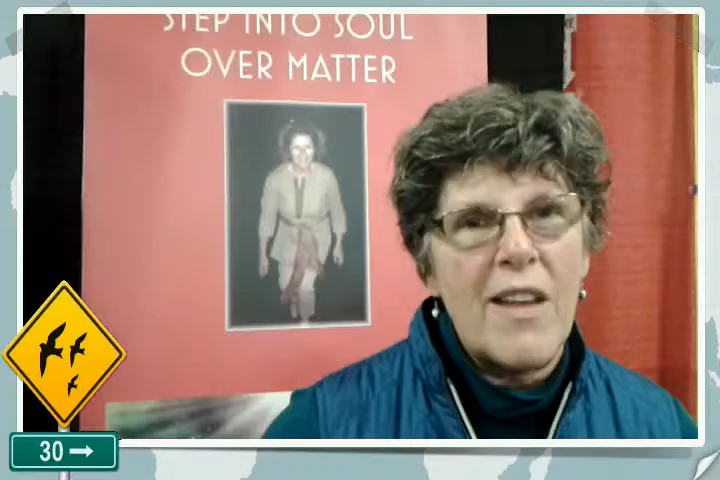 STEP INTO SOUL
OVER MATTER
30 →